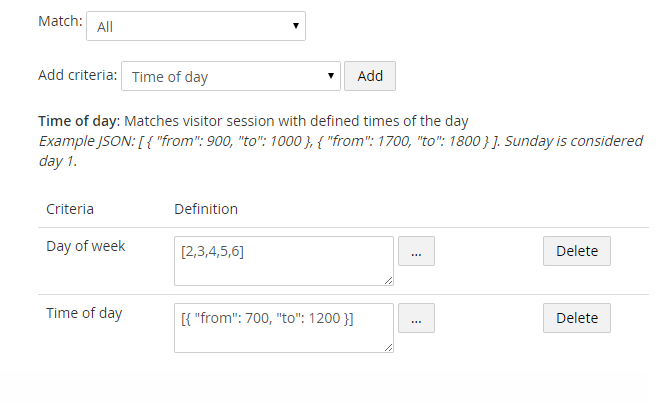 Match: All
Add criteria: Time of day Add
Time of day: Matches visitor session with defined times of the day
Example JSON: [ { "from": 900, "to": 1000 }, { "from": 1700, "to": 1800 } ]. Sunday is considered
day 1.
Criteria Definition
Day of week [2,3,4,5,6] ... Delete
Time of day [{ "from": 700, "to": 1200 }] ... Delete